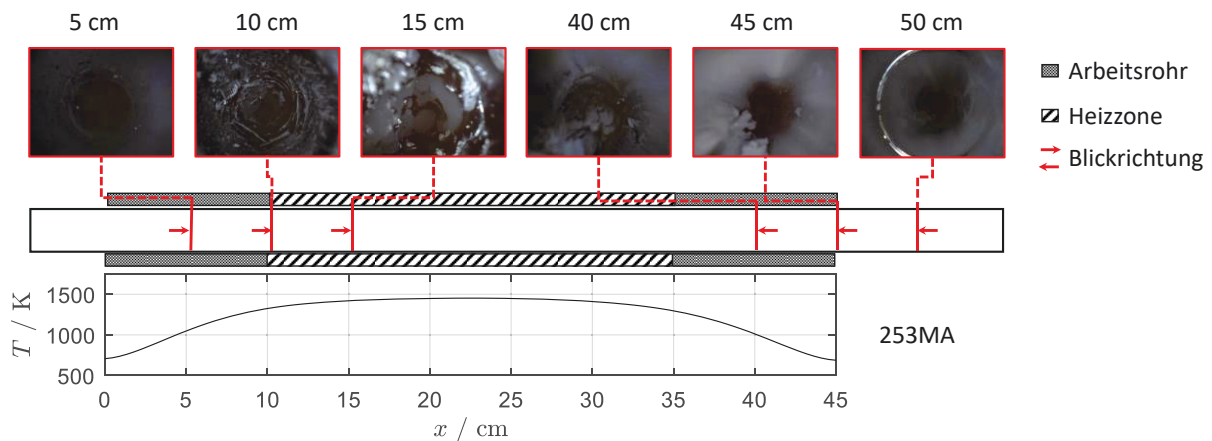 5 cm 10 cm 15 cm 40 cm 45 cm 50 cm
Arbeitsrohr
Heizzone
Blickrichtung
1500
1000
500
T / K
253MA
0 5 10 15 20 25 30 35 40 45
x / cm